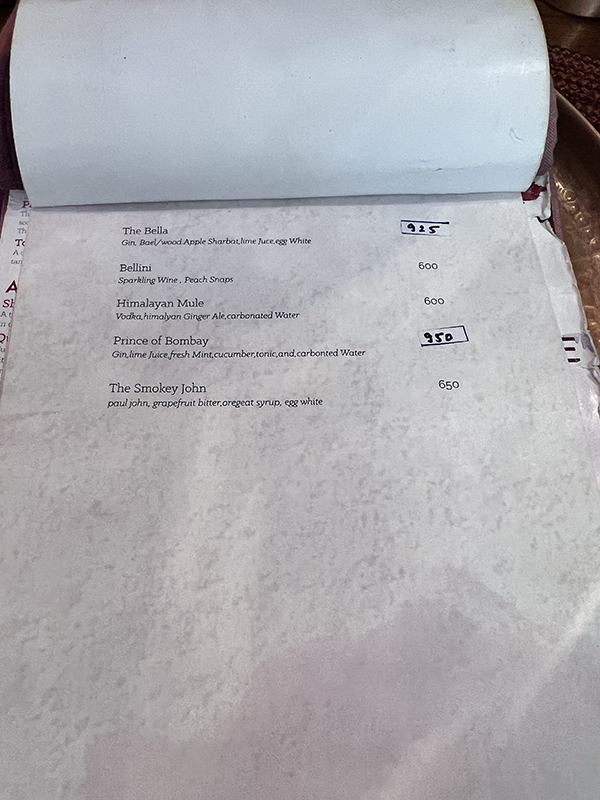 The Bella 925
Gin, Bael/wood Apple Sharbat,lime Juce,egg White
Bellini 600
Sparkling Wine , Peach Snaps
Himalayan Mule 600
Vodka,himalyan Ginger Ale,carbonated Water
Prince of Bombay 950
Gin,lime Juice,fresh Mint,cucumber,tonic,and,carbonted Water
The Smokey John 650
paul john, grapefruit bitter,oregeat syrup, egg white